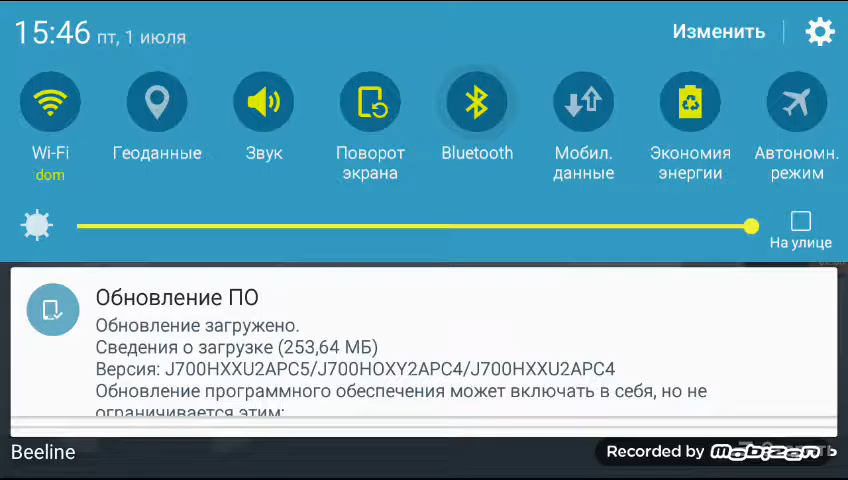 15:46 пт, 1 июля
Изменить
Wi-Fi
dom
Геоданные
Звук
Поворот
экрана
Bluetooth
Мобил.
данные
Экономия
энергии
Автономн.
режим
На улице
Обновление ПО
Обновление загружено.
Сведения о загрузке (253,64 МБ)
Версия: J700HXXU2APC5/J700HOXY2APC4/J700HXXU2APC4
Обновление программного обеспечения может включать в себя, но не
ограничивается этим:
Beeline
Recorded by mobizen